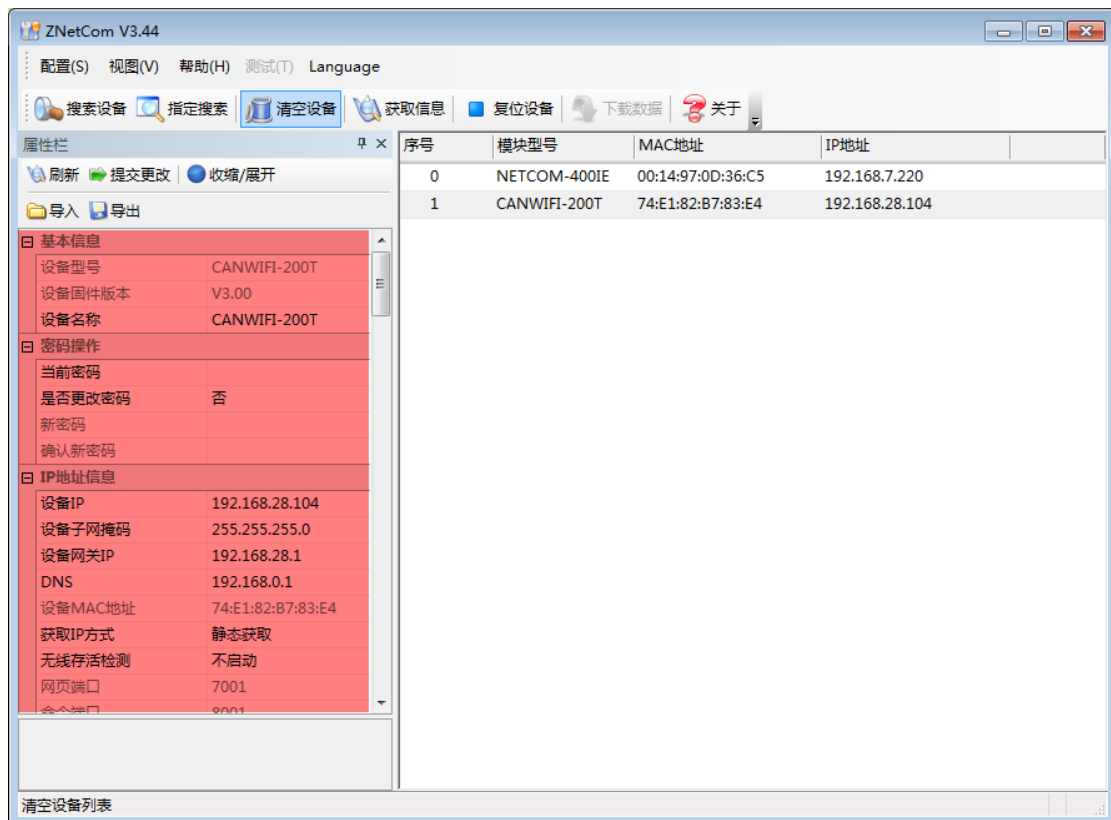 ZNetCom V3.44
配置(S) 视图(V) 帮助(H) 测试(T) Language
搜索设备 指定搜索 清空设备 获取信息 复位设备 下载数据 关于
属性栏
刷新 提交更改 收缩/展开
导入 导出
基本信息
设备型号 CANWIFI-200T
设备固件版本 V3.00
设备名称 CANWIFI-200T
密码操作
当前密码
是否更改密码 否
新密码
确认新密码
IP地址信息
设备IP 192.168.28.104
设备子网掩码 255.255.255.0
设备网关IP 192.168.28.1
DNS 192.168.0.1
设备MAC地址 74:E1:82:B7:83:E4
获取IP方式 静态获取
无线存活检测 不启动
网页端口 7001
命令端口 8001
序号 模块型号 MAC地址 IP地址
0 NETCOM-400IE 00:14:97:0D:36:C5 192.168.7.220
1 CANWIFI-200T 74:E1:82:B7:83:E4 192.168.28.104
清空设备列表